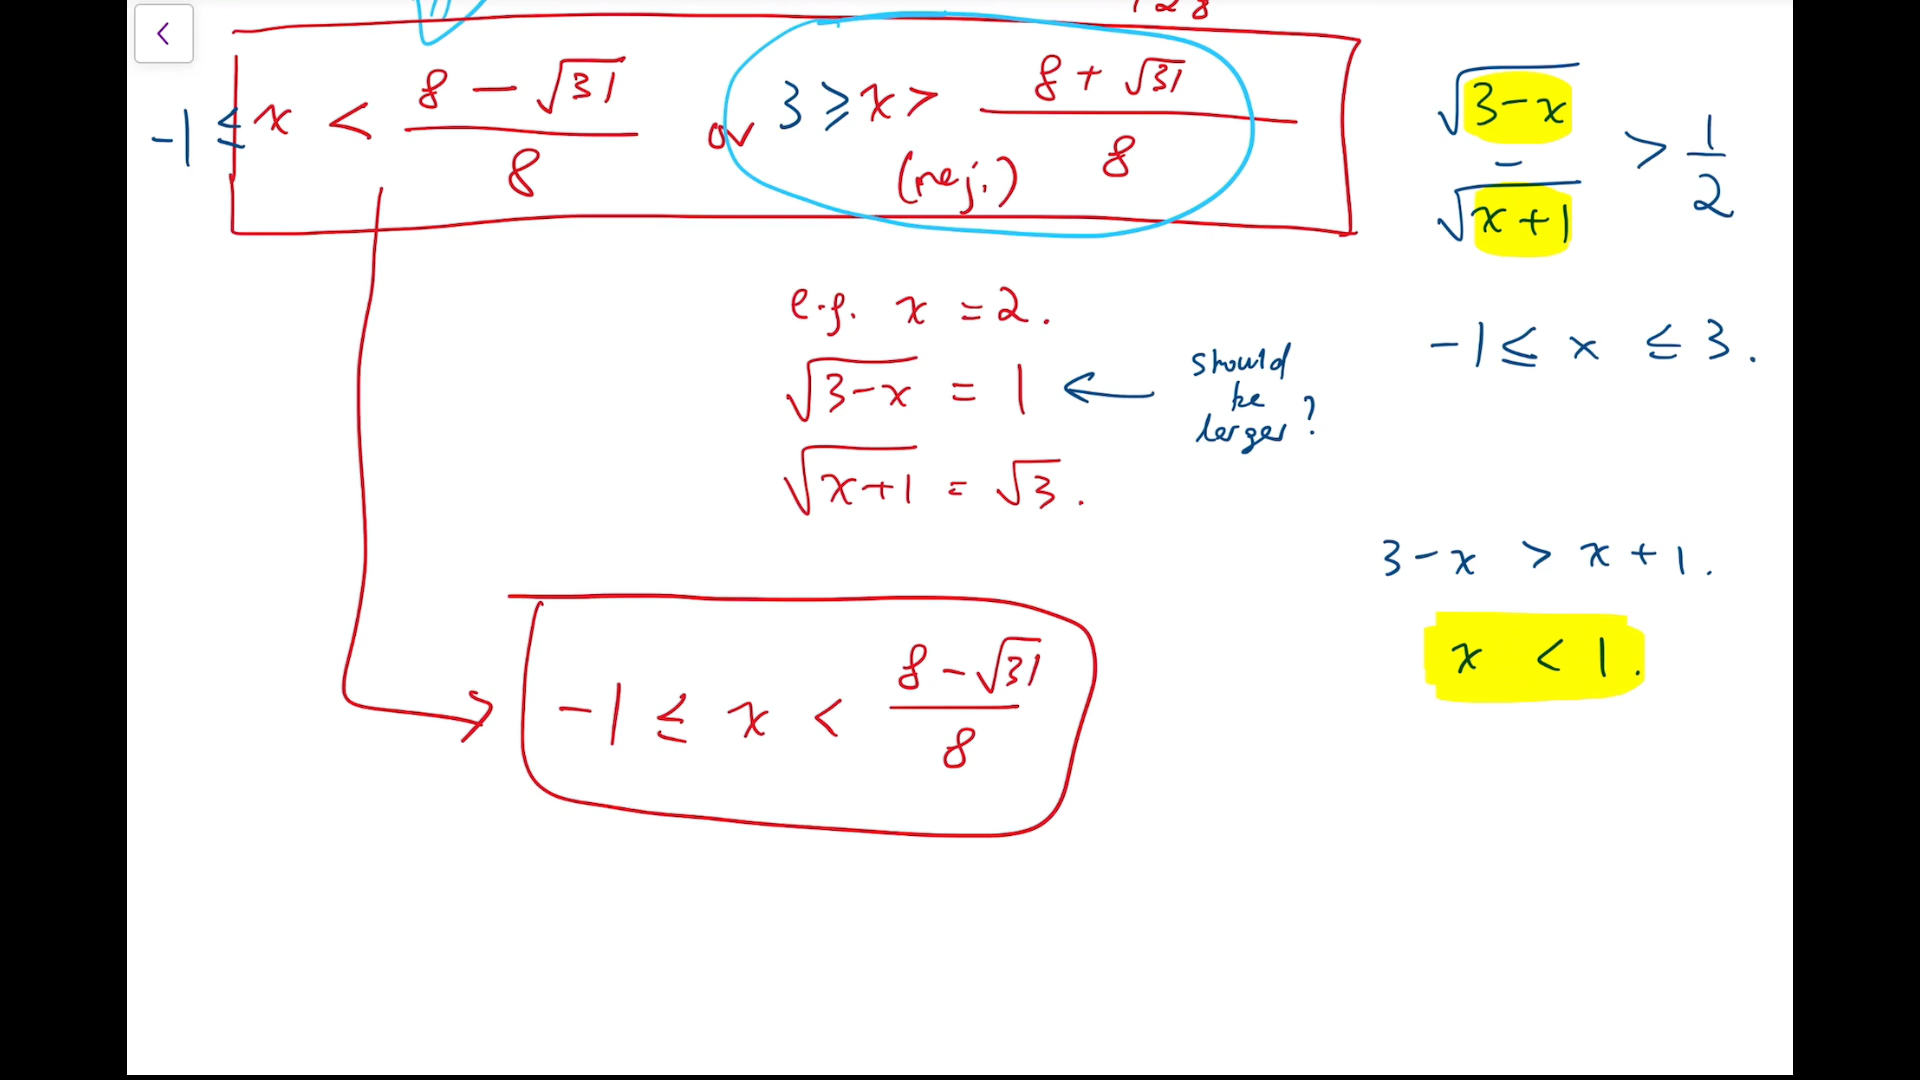 128
-1 ≤ x < (8 - √31)/8 or 3 ⩾ x > (8 + √31)/8
(rej.)
√(3-x) - √(x+1) > 1/2
e.g. x = 2.
√(3-x) = 1 ← should be larger?
√(x+1) = √3.
-1 ≤ x ≤ 3.
3-x > x+1.
x < 1.
-1 ≤ x < (8 - √31)/8